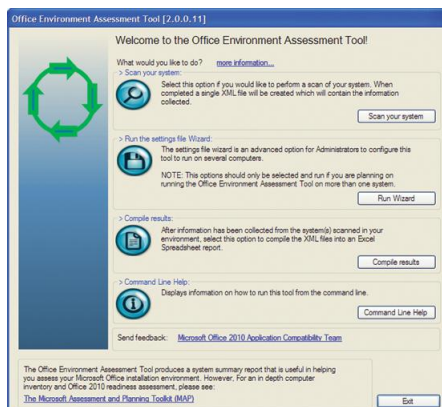 Office Environment Assessment Tool [2.0.0.11]
Welcome to the Office Environment Assessment Tool!
What would you like to do? more information...
> Scan your system:
Select this option if you would like to perform a scan of your system. When
completed a single XML file will be created which will contain the information
collected.
Scan your system
> Run the settings file Wizard:
The settings file wizard is an advanced option for Administrators to configure this
tool to run on several computers.
NOTE: This options should only be selected and run if you are planning on
running the Office Environment Assessment Tool on more than one system.
Run Wizard
> Compile results:
After information has been collected from the system(s) scanned in your
environment, select this option to compile the XML files into an Excel
Spreadsheet report.
Compile results
> Command Line Help:
Displays information on how to run this tool from the command line.
Command Line Help
Send feedback: Microsoft Office 2010 Application Compatibility Team
The Office Environment Assessment Tool produces a system summary report that is useful in helping
you assess your Microsoft Office installation environment. However, For an in depth computer
inventory and Office 2010 readiness assessment, please see:
The Microsoft Assessment and Planning Toolkit (MAP)
Exit